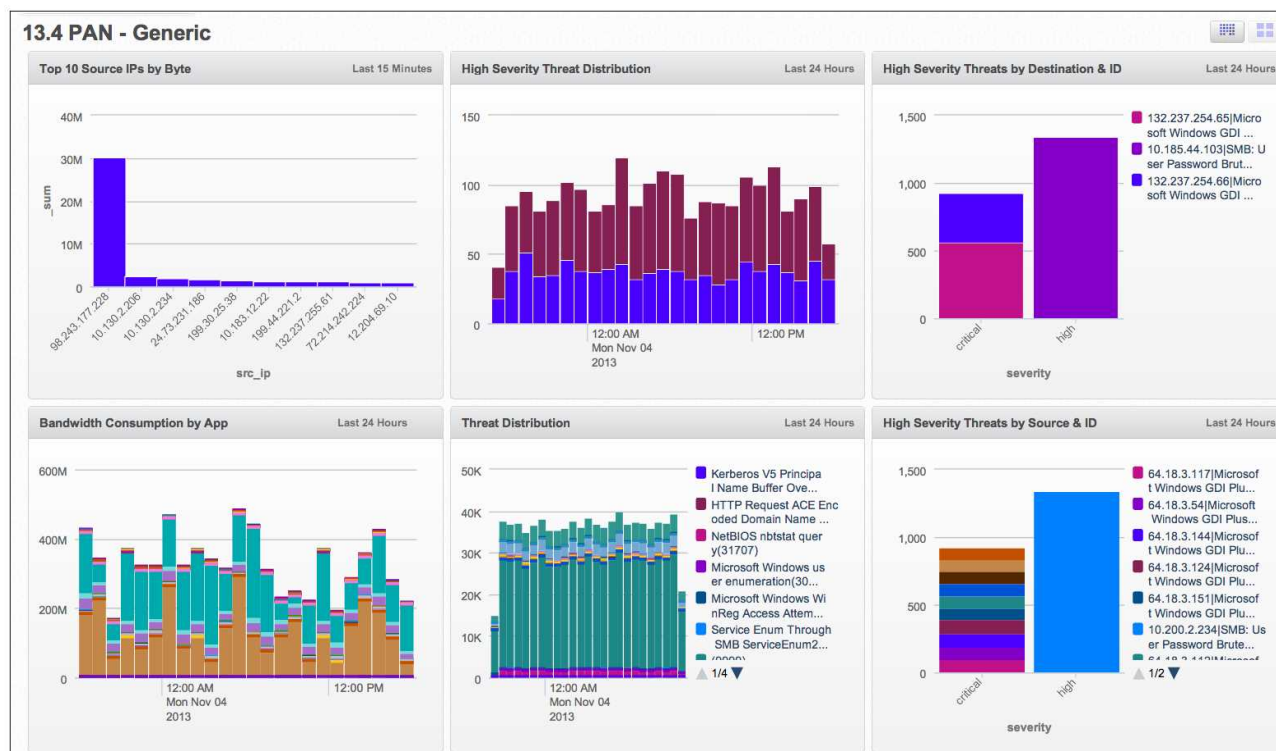 13.4 PAN - Generic
Top 10 Source IPs by Byte
Last 15 Minutes
40M
30M
20M
10M
0
_sum
98.243.177.228
10.130.2.206
10.130.2.234
24.73.231.186
199.30.25.38
10.183.12.22
199.44.221.2
132.237.255.61
72.214.242.224
12.204.69.10
src_ip
High Severity Threat Distribution
Last 24 Hours
150
100
50
0
12:00 AM
Mon Nov 04
2013
12:00 PM
High Severity Threats by Destination & ID
Last 24 Hours
1,500
1,000
500
0
critical
high
severity
132.237.254.65|Micro
soft Windows GDI ...
10.185.44.103|SMB: U
ser Password Brut...
132.237.254.66|Micro
soft Windows GDI ...
Bandwidth Consumption by App
Last 24 Hours
600M
400M
200M
0
12:00 AM
Mon Nov 04
2013
12:00 PM
Threat Distribution
Last 24 Hours
50K
40K
30K
20K
10K
0
12:00 AM
Mon Nov 04
2013
Kerberos V5 Principa
l Name Buffer Ove...
HTTP Request ACE Enc
oded Domain Name ...
NetBIOS nbtstat quer
y(31707)
Microsoft Windows us
er enumeration(30...
Microsoft Windows Wi
nReg Access Attem...
Service Enum Through
SMB ServiceEnum2...
(9999)
1/4
High Severity Threats by Source & ID
Last 24 Hours
1,500
1,000
500
0
critical
high
severity
64.18.3.117|Microsof
t Windows GDI Plu...
64.18.3.54|Microsoft
Windows GDI Plus...
64.18.3.144|Microsof
t Windows GDI Plu...
64.18.3.124|Microsof
t Windows GDI Plu...
64.18.3.151|Microsof
t Windows GDI Plu...
10.200.2.234|SMB: Us
er Password Brute...
64.18.3.112|Microsof
1/2